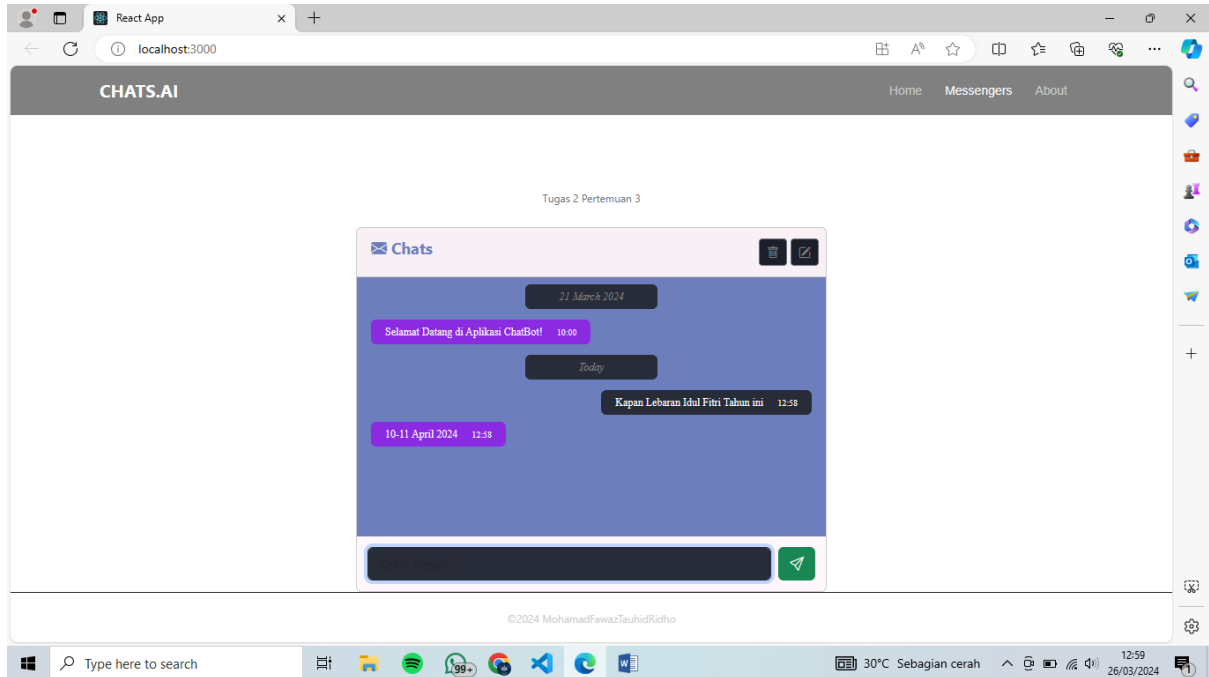 React App
localhost:3000
CHATS.AI
Home Messengers About
Tugas 2 Pertemuan 3
Chats
21 March 2024
Selamat Datang di Aplikasi ChatBot! 10:00
Today
Kapan Lebaran Idul Fitri Tahun ini 12:58
10-11 April 2024 12:58
©2024 MohamadFawazTauhidRidho
Type here to search
99+
30°C Sebagian cerah
12:59
26/03/2024
1